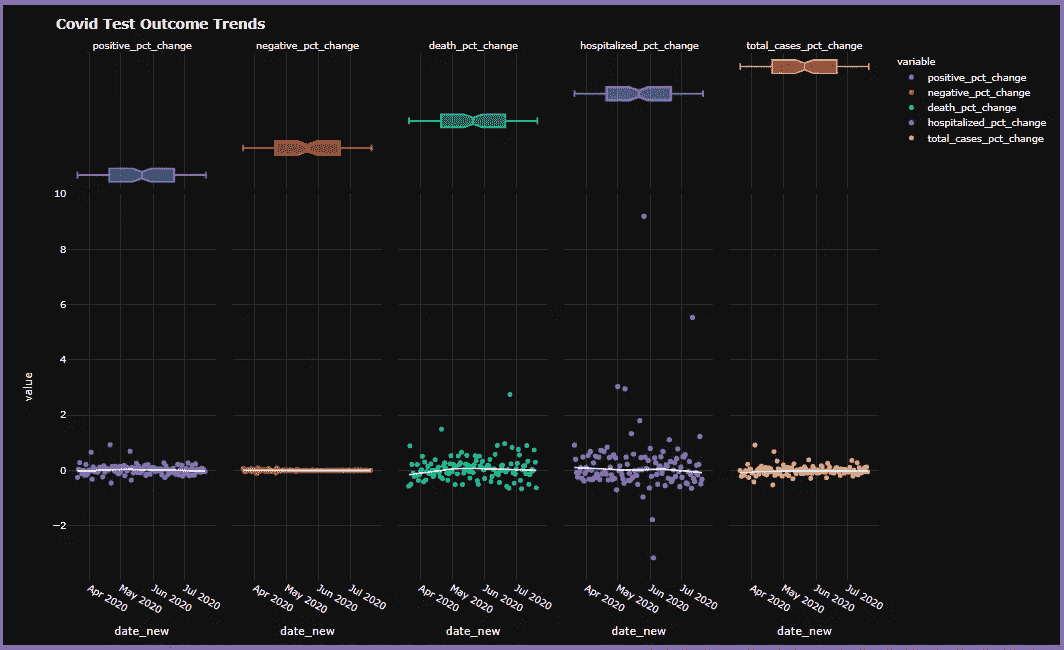 Covid Test Outcome Trends
positive_pct_change negative_pct_change death_pct_change hospitalized_pct_change total_cases_pct_change
variable
positive_pct_change
negative_pct_change
death_pct_change
hospitalized_pct_change
total_cases_pct_change
10
8
6
4
value
2
0
−2
Apr 2020 May 2020 Jun 2020 Jul 2020 Apr 2020 May 2020 Jun 2020 Jul 2020 Apr 2020 May 2020 Jun 2020 Jul 2020 Apr 2020 May 2020 Jun 2020 Jul 2020 Apr 2020 May 2020 Jun 2020 Jul 2020
date_new date_new date_new date_new date_new